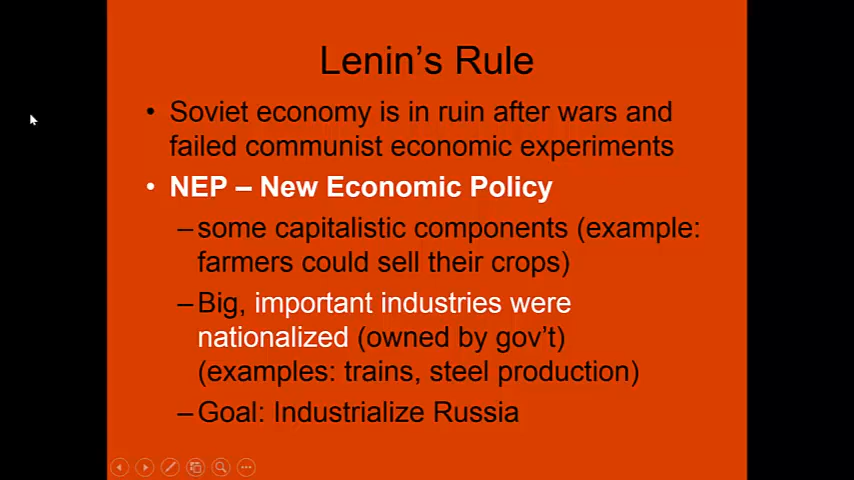 Lenin's Rule
• Soviet economy is in ruin after wars and
failed communist economic experiments
• NEP – New Economic Policy
–some capitalistic components (example:
farmers could sell their crops)
–Big, important industries were
nationalized (owned by gov't)
(examples: trains, steel production)
–Goal: Industrialize Russia